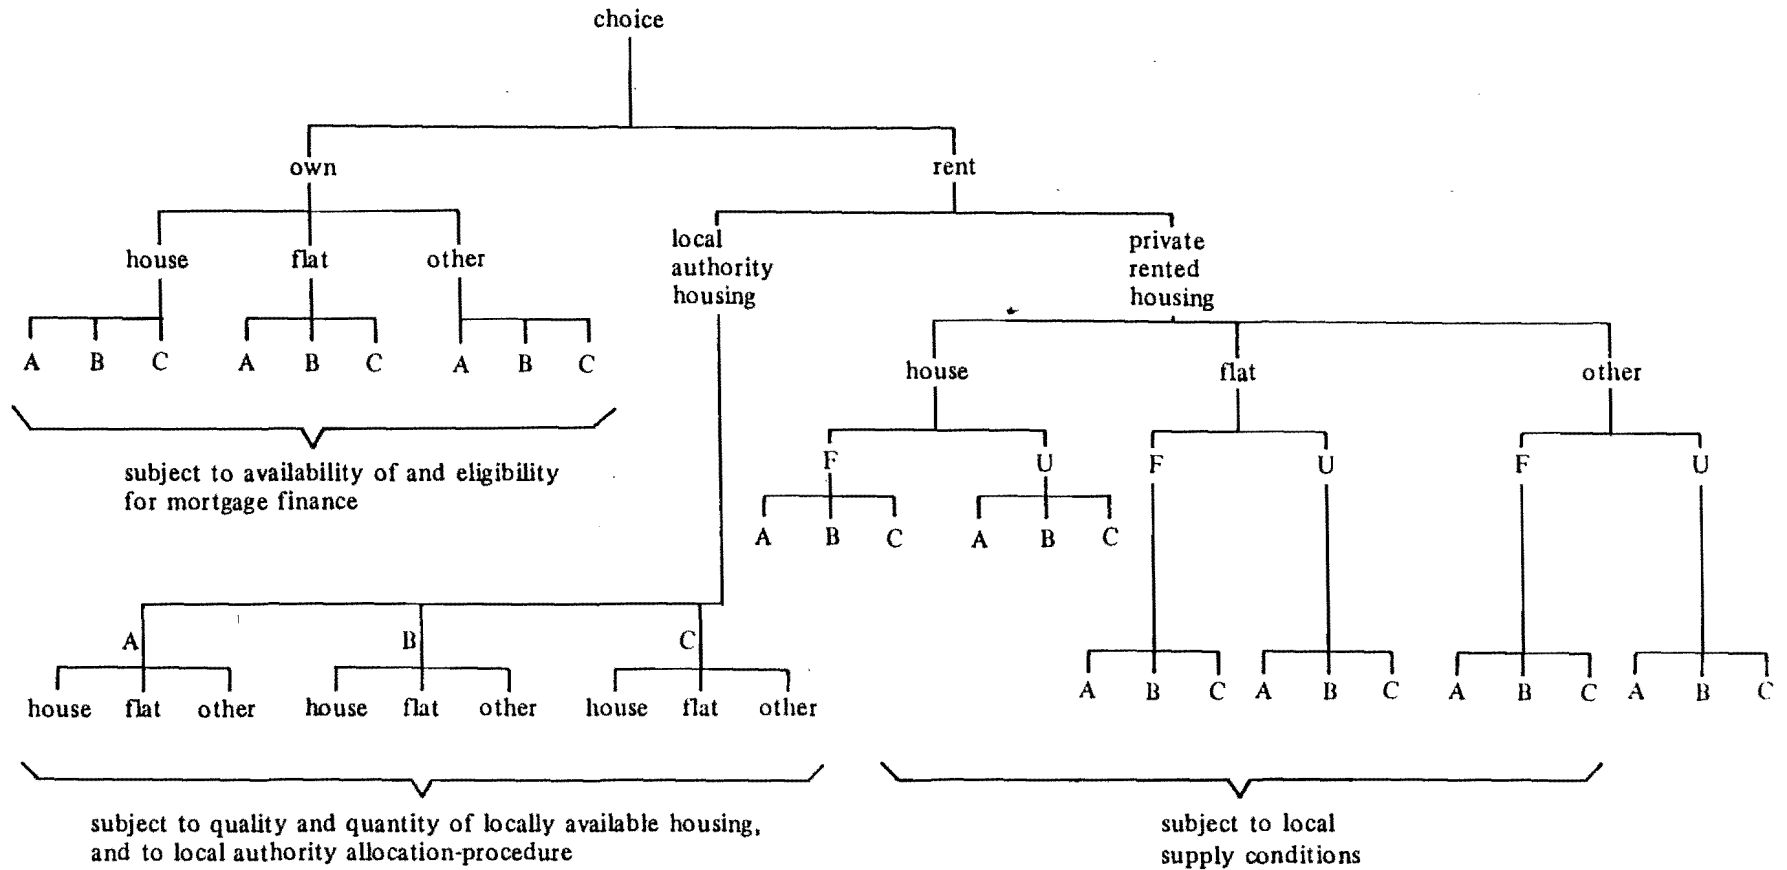 choice
own
rent
house flat other
local
authority
housing
private
rented
housing
A B C A B C A B C
house flat other
subject to availability of and eligibility
for mortgage finance
F U F U F U
A B C A B C
A B C
house flat other house flat other house flat other
A B C A B C A B C A B C
subject to quality and quantity of locally available housing,
and to local authority allocation-procedure
subject to local
supply conditions